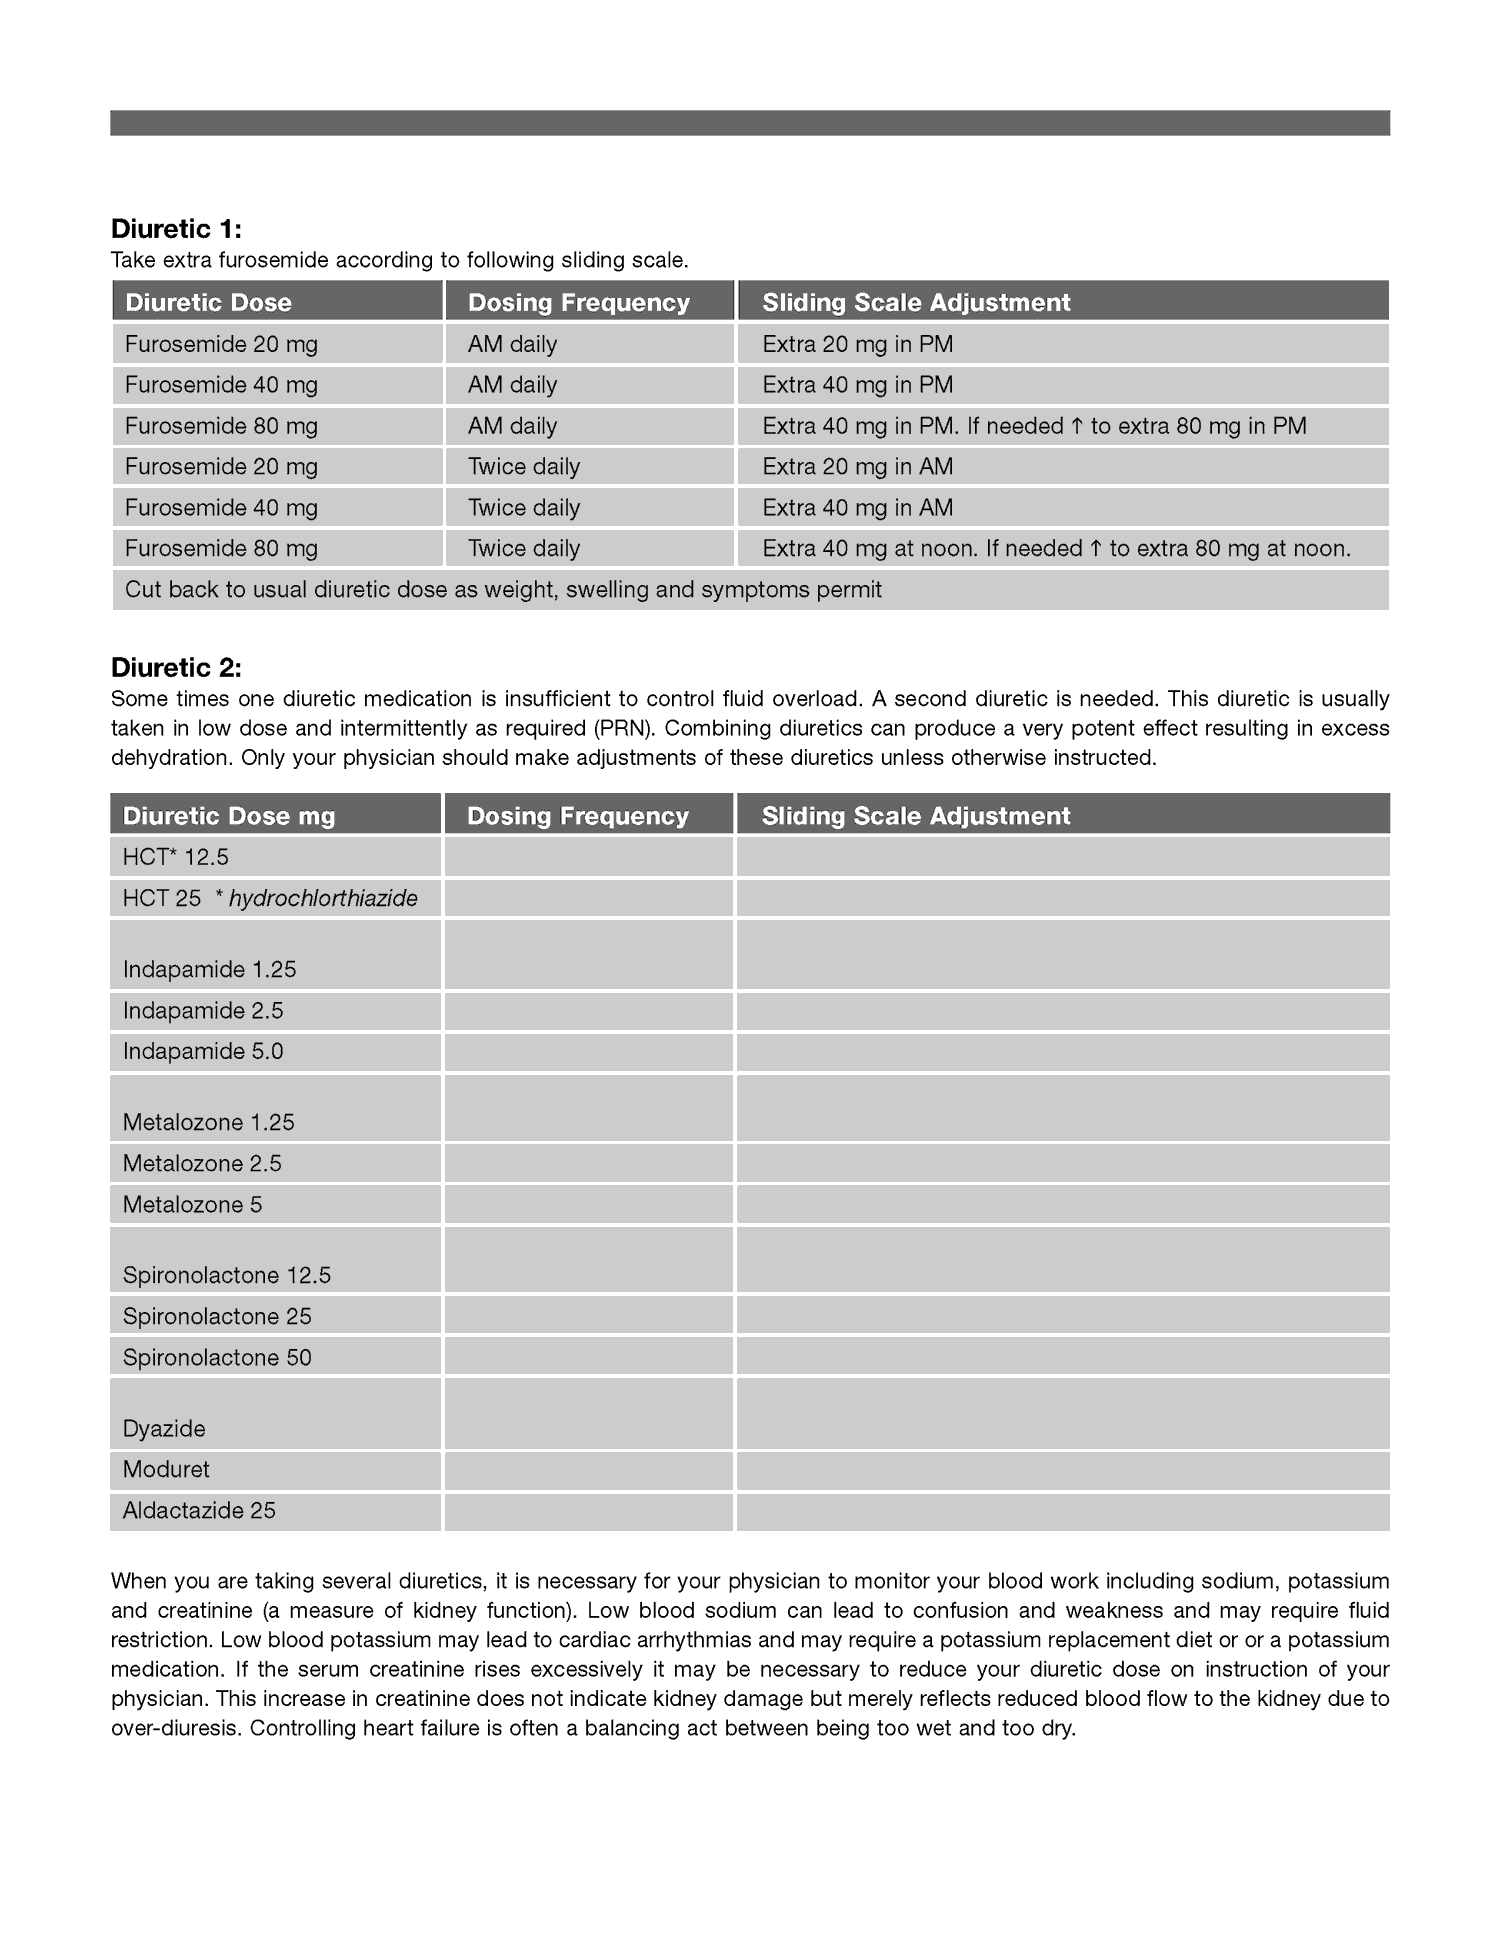 Diuretic 1:
Take extra furosemide according to following sliding scale.
Diuretic Dose Dosing Frequency Sliding Scale Adjustment
Furosemide 20 mg AM daily Extra 20 mg in PM
Furosemide 40 mg AM daily Extra 40 mg in PM
Furosemide 80 mg AM daily Extra 40 mg in PM. If needed ↑ to extra 80 mg in PM
Furosemide 20 mg Twice daily Extra 20 mg in AM
Furosemide 40 mg Twice daily Extra 40 mg in AM
Furosemide 80 mg Twice daily Extra 40 mg at noon. If needed ↑ to extra 80 mg at noon.
Cut back to usual diuretic dose as weight, swelling and symptoms permit
Diuretic 2:
Some times one diuretic medication is insufficient to control fluid overload. A second diuretic is needed. This diuretic is usually
taken in low dose and intermittently as required (PRN). Combining diuretics can produce a very potent effect resulting in excess
dehydration. Only your physician should make adjustments of these diuretics unless otherwise instructed.
Diuretic Dose mg Dosing Frequency Sliding Scale Adjustment
HCT* 12.5
HCT 25 * hydrochlorthiazide
Indapamide 1.25
Indapamide 2.5
Indapamide 5.0
Metalozone 1.25
Metalozone 2.5
Metalozone 5
Spironolactone 12.5
Spironolactone 25
Spironolactone 50
Dyazide
Moduret
Aldactazide 25
When you are taking several diuretics, it is necessary for your physician to monitor your blood work including sodium, potassium
and creatinine (a measure of kidney function). Low blood sodium can lead to confusion and weakness and may require fluid
restriction. Low blood potassium may lead to cardiac arrhythmias and may require a potassium replacement diet or or a potassium
medication. If the serum creatinine rises excessively it may be necessary to reduce your diuretic dose on instruction of your
physician. This increase in creatinine does not indicate kidney damage but merely reflects reduced blood flow to the kidney due to
over-diuresis. Controlling heart failure is often a balancing act between being too wet and too dry.